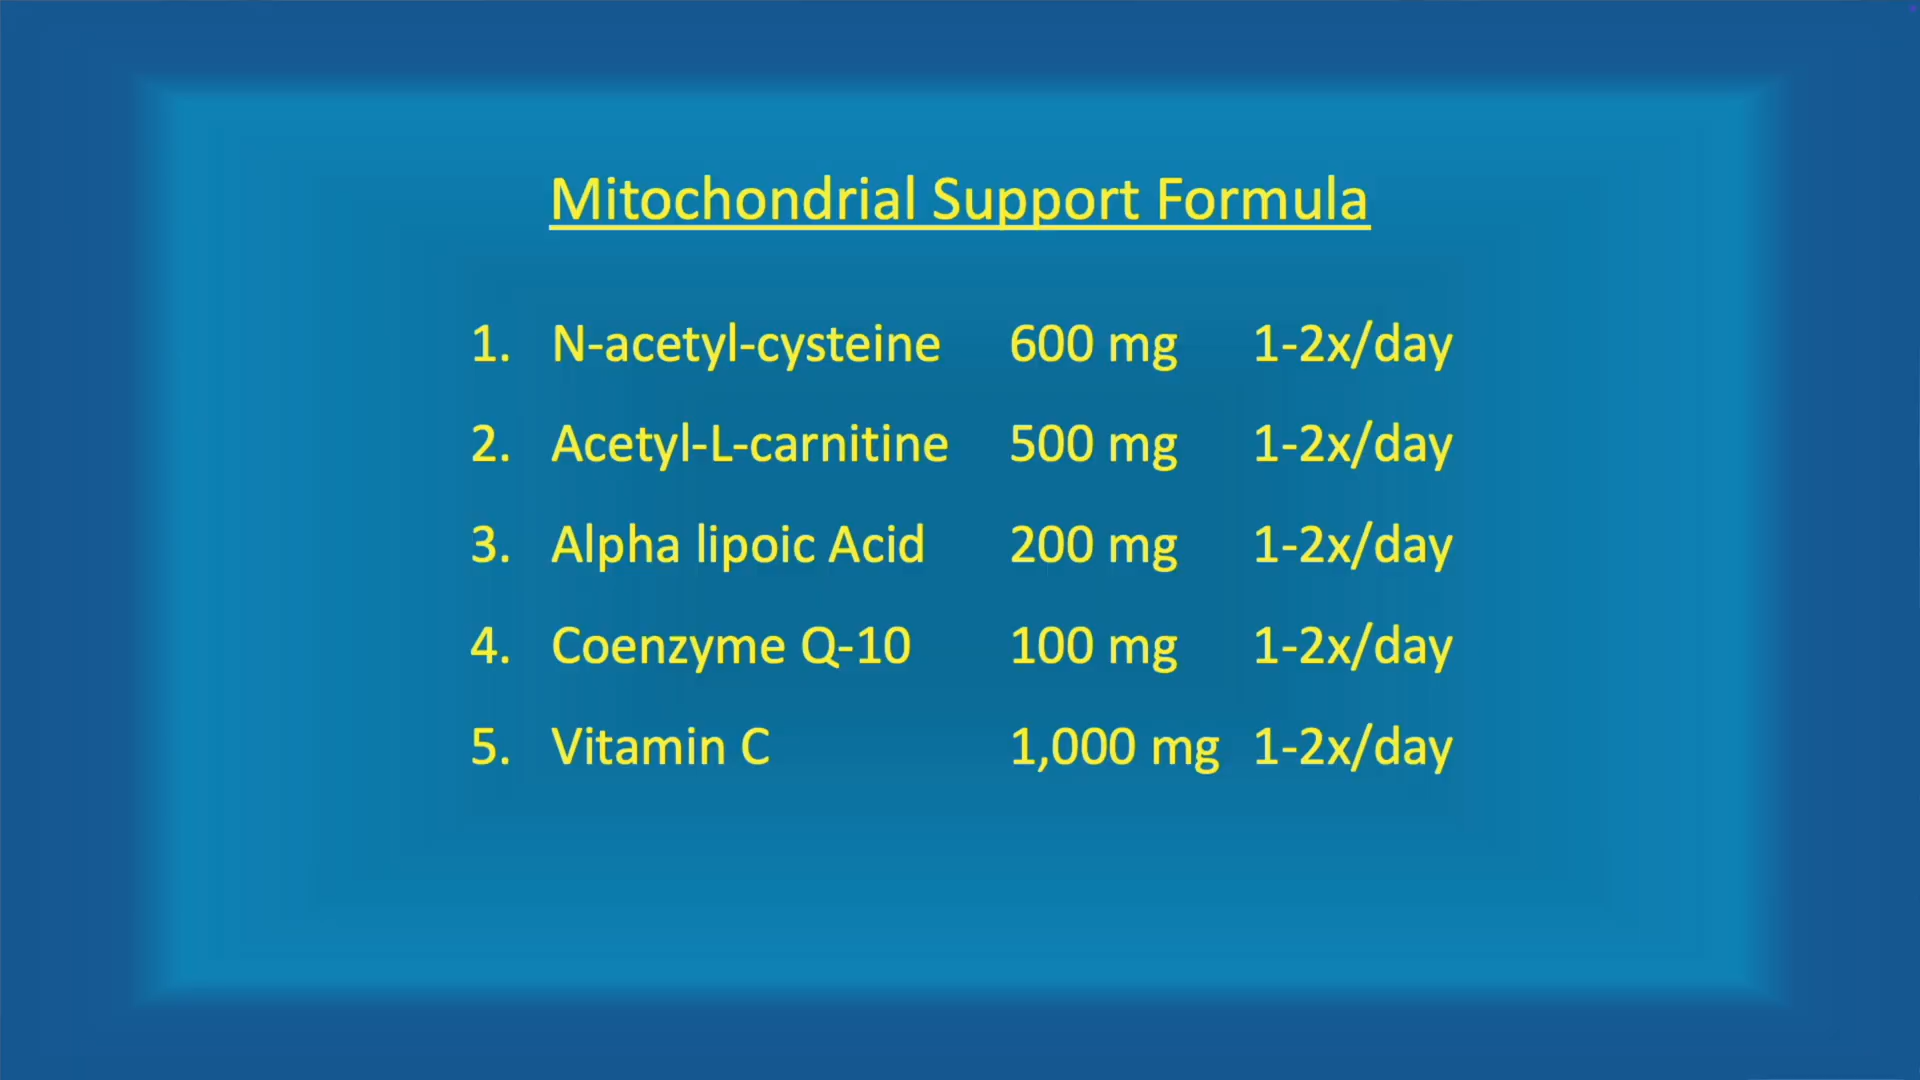 Mitochondrial Support Formula
1. N-acetyl-cysteine 600 mg 1-2x/day
2. Acetyl-L-carnitine 500 mg 1-2x/day
3. Alpha lipoic Acid 200 mg 1-2x/day
4. Coenzyme Q-10 100 mg 1-2x/day
5. Vitamin C 1,000 mg 1-2x/day